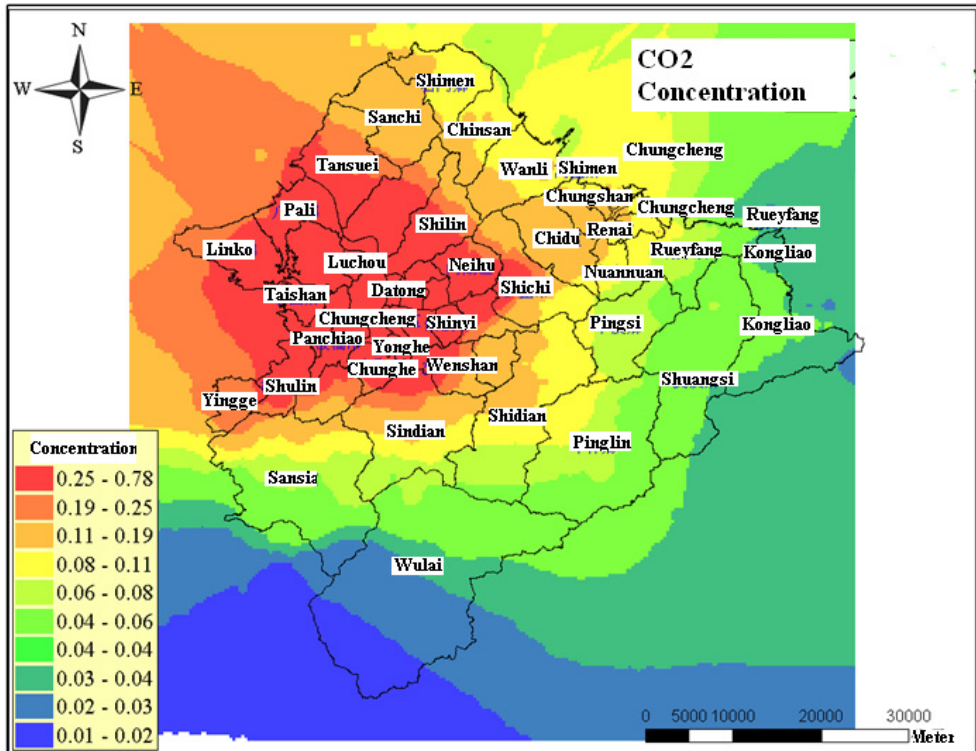 N
W
E
S
CO2
Concentration
Shimen
Sanchi
Chinsan
Tansuei
Wanli
Shimen
Chungcheng
Chungshan
Pali
Chungcheng
Rueyfang
Shilin
Renai
Chidu
Linko
Rueyfang
Kongliao
Luchou
Neihu
Nuannuan
Taishan
Datong
Shichi
Chungcheng
Shinyi
Pingsi
Kongliao
Panchiao
Yonghe
Chunghe
Wenshan
Shulin
Shuangsi
Yingge
Shidian
Sindian
Pinglin
Sansia
Wulai
Concentration
0.25 - 0.78
0.19 - 0.25
0.11 - 0.19
0.08 - 0.11
0.06 - 0.08
0.04 - 0.06
0.04 - 0.04
0.03 - 0.04
0.02 - 0.03
0.01 - 0.02
0 5000 10000 20000 30000
Meter